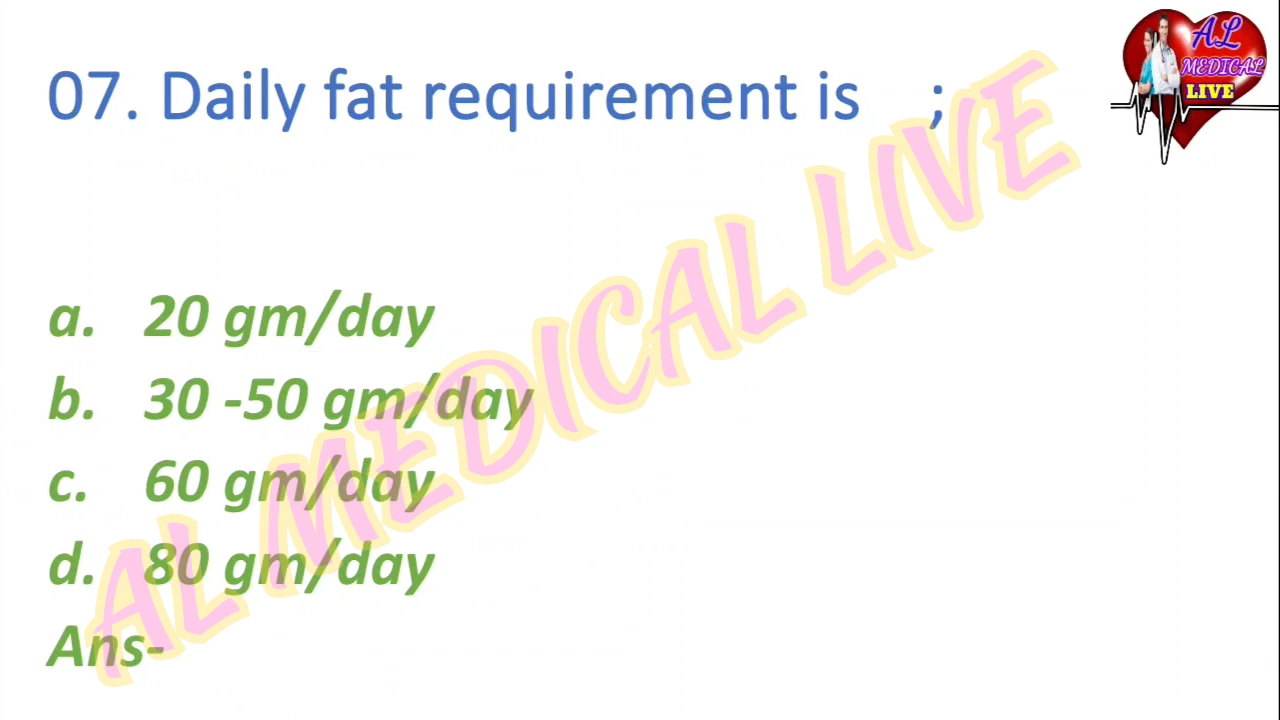 07. Daily fat requirement is ;
AL
MEDICAL
LIVE
a. 20 gm/day
b. 30 -50 gm/day
c. 60 gm/day
d. 80 gm/day
Ans-
AL MEDICAL LIVE